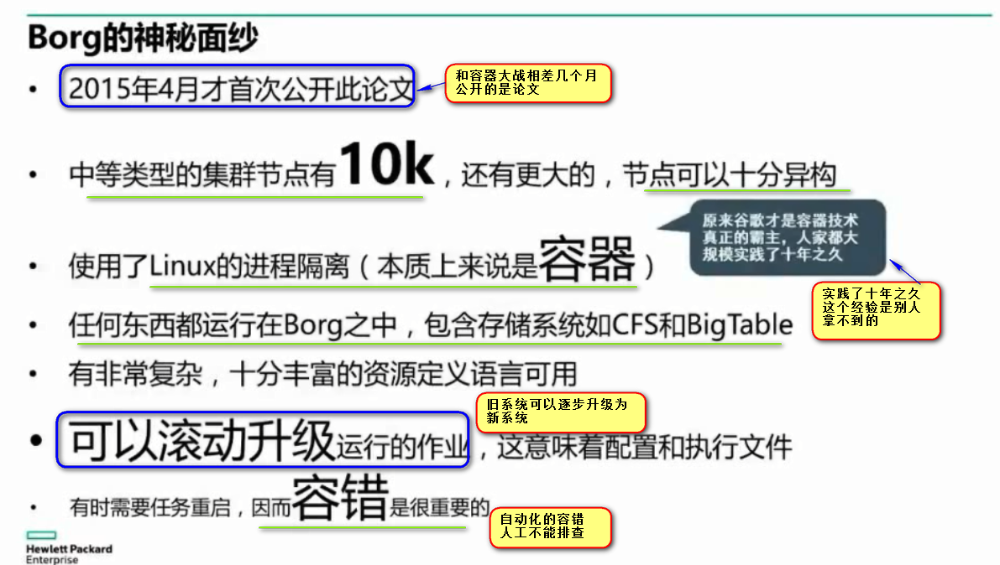 Borg的神秘面纱
• 2015年4月才首次公开此论文
和容器大战相差几个月
公开的是论文
• 中等类型的集群节点有10k，还有更大的，节点可以十分异构
原来谷歌才是容器技术
真正的霸主，人家都大
规模实践了十年之久
• 使用了Linux的进程隔离（本质上来说是容器）
实践了十年之久
这个经验是别人
拿不到的
• 任何东西都运行在Borg之中，包含存储系统如CFS和BigTable
• 有非常复杂，十分丰富的资源定义语言可用
旧系统可以逐步升级为
新系统
• 可以滚动升级运行的作业，这意味着配置和执行文件
• 有时需要任务重启，因而容错是很重要的
自动化的容错
人工不能排查
Hewlett Packard
Enterprise